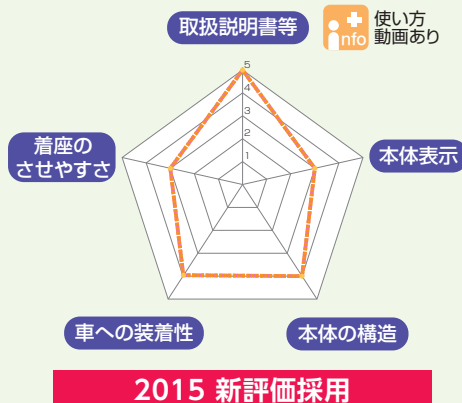 取扱説明書等
info
使い方
動画あり
5
4
3
2
1
着座の
させやすさ
本体表示
車への装着性
本体の構造
2015 新評価採用